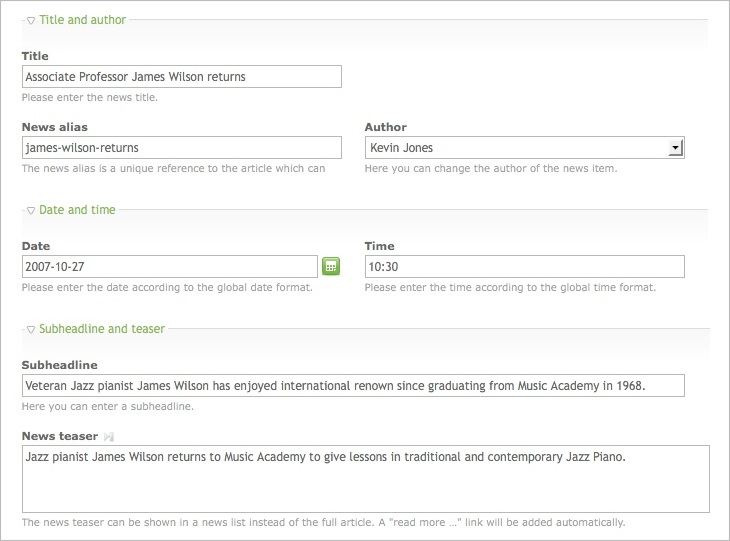 Title and author
Title
Associate Professor James Wilson returns
Please enter the news title.
News alias
james-wilson-returns
The news alias is a unique reference to the article which can
Author
Kevin Jones
Here you can change the author of the news item.
Date and time
Date
2007-10-27
Please enter the date according to the global date format.
Time
10:30
Please enter the time according to the global time format.
Subheadline and teaser
Subheadline
Veteran Jazz pianist James Wilson has enjoyed international renown since graduating from Music Academy in 1968.
Here you can enter a subheadline.
News teaser
Jazz pianist James Wilson returns to Music Academy to give lessons in traditional and contemporary Jazz Piano.
The news teaser can be shown in a news list instead of the full article. A "read more …" link will be added automatically.